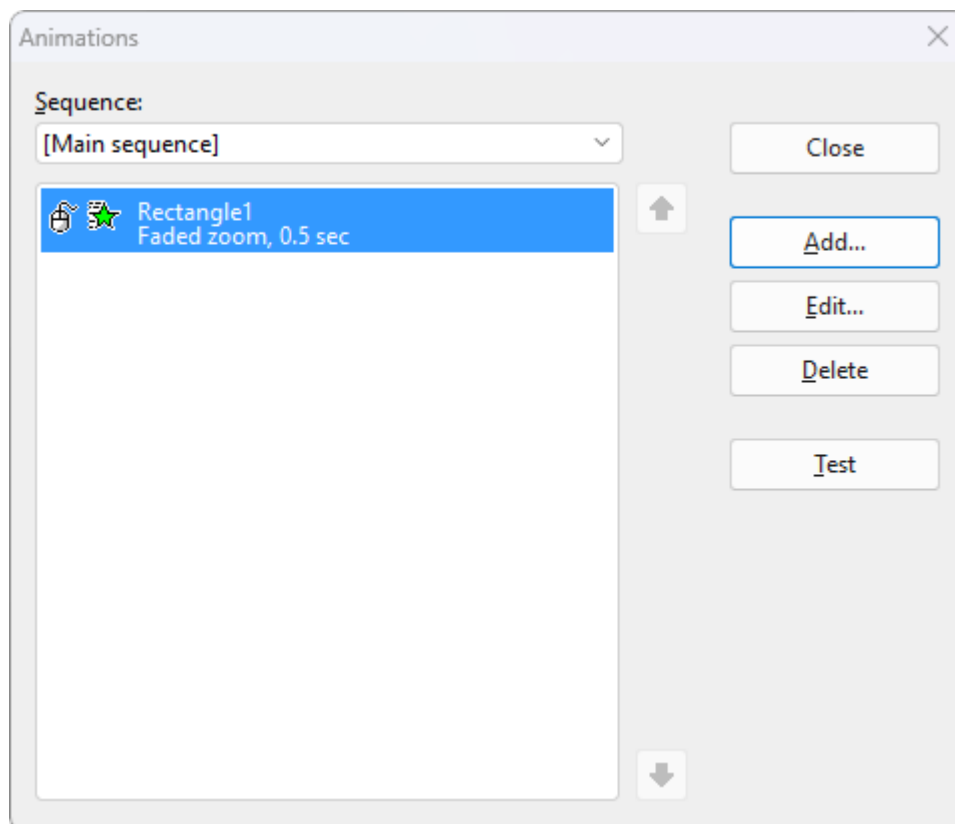 Animations
Sequence:
[Main sequence]
Close
Rectangle1
Faded zoom, 0.5 sec
Add...
Edit...
Delete
Test